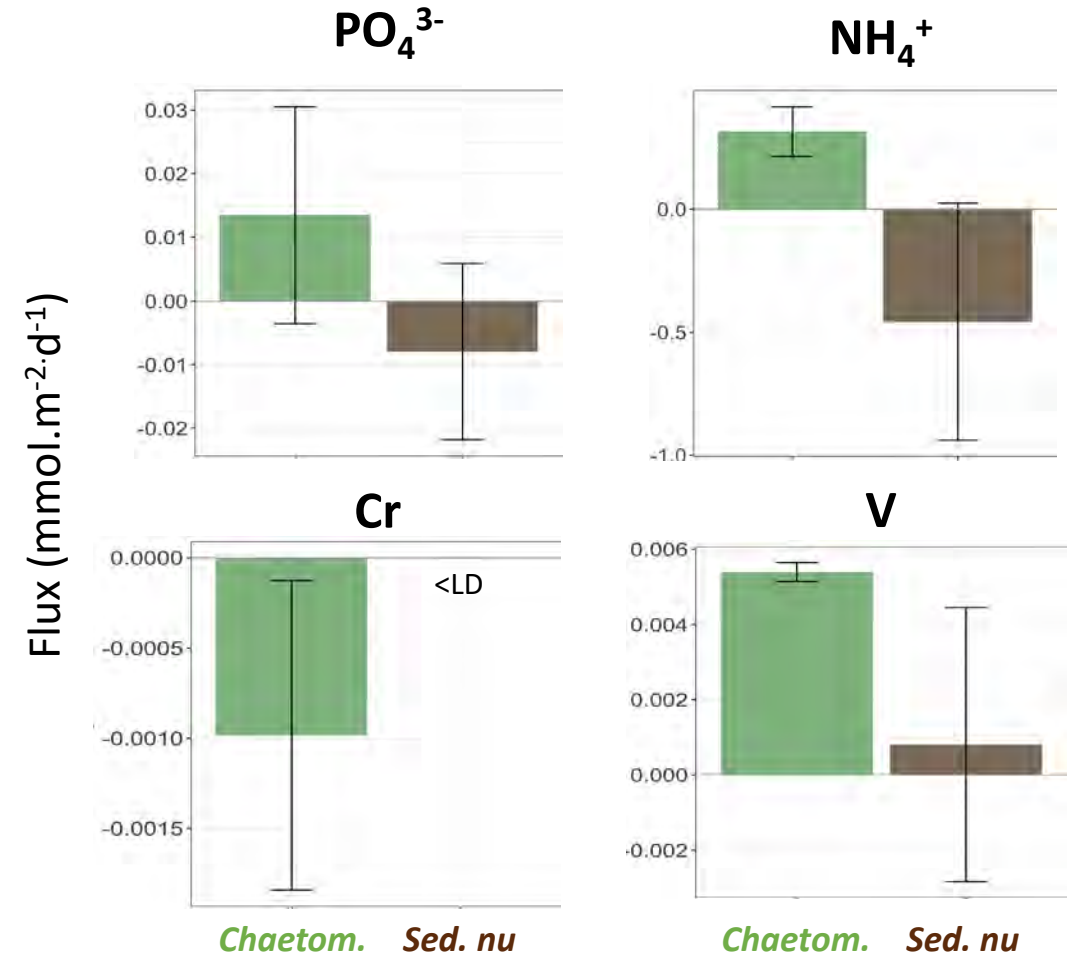 PO₄³⁻
NH₄⁺
0.03
0.02
0.01
0.00
-0.01
-0.02
0.0
-0.5
-1.0
Flux (mmol.m⁻²·d⁻¹)
Cr
V
0.0000
-0.0005
-0.0010
-0.0015
<LD
0.006
0.004
0.002
0.000
-0.002
Chaetom. Sed. nu
Chaetom. Sed. nu